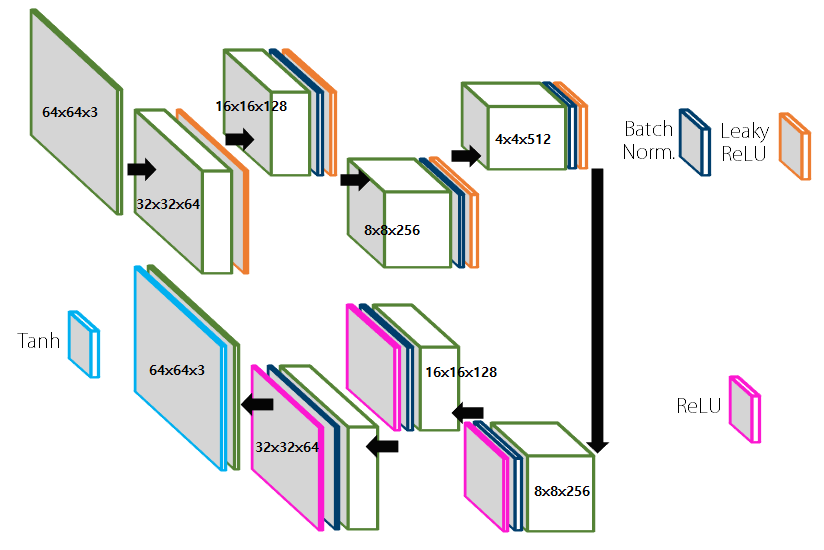 64x64x3
32x32x64
16x16x128
8x8x256
4x4x512
Batch
Norm.
Leaky
ReLU
Tanh
64x64x3
32x32x64
16x16x128
8x8x256
ReLU